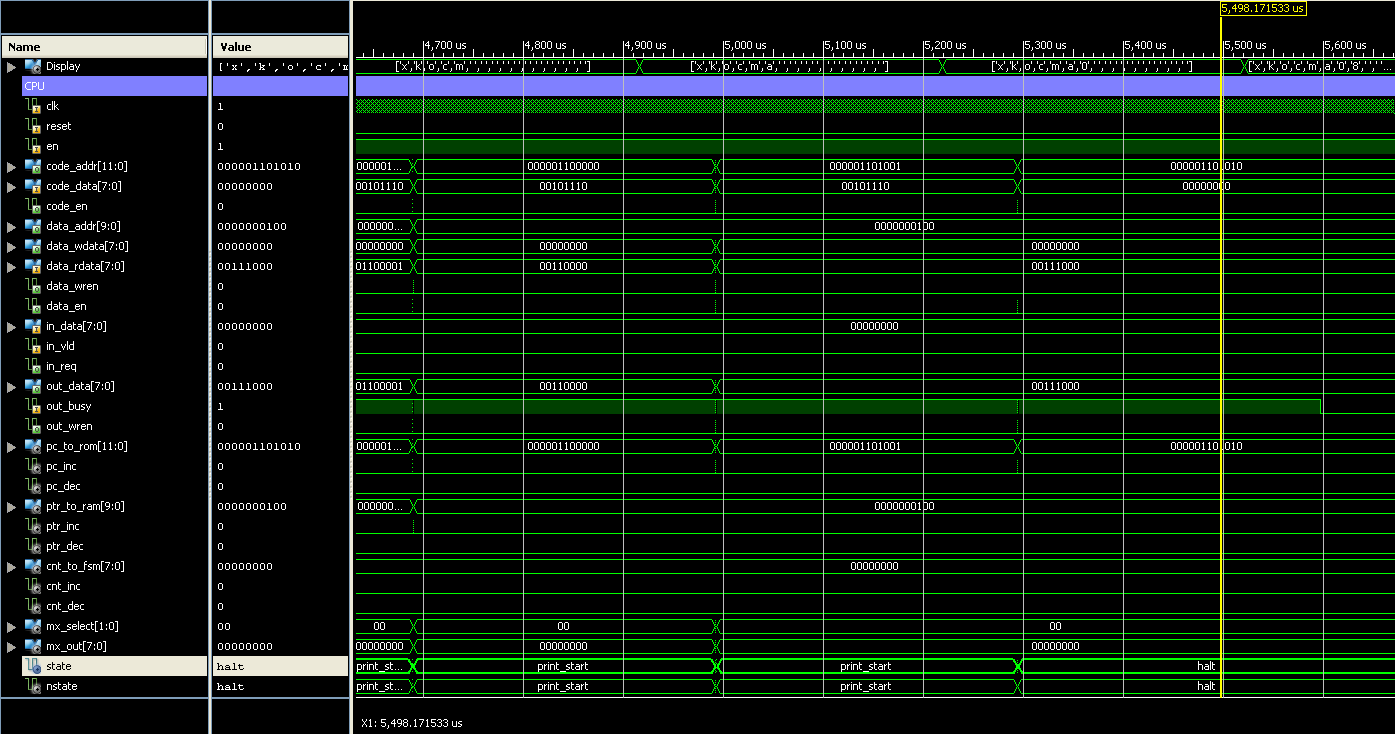 5,498.171533 us
Name Value 4,700 us 4,800 us 4,900 us 5,000 us 5,100 us 5,200 us 5,300 us 5,400 us 5,500 us 5,600 us
Display ['x','k','o','c','m
CPU
clk 1
reset 0
en 1
code_addr[11:0] 000001101010 000001... 000001100000 000001101001 000001101010
code_data[7:0] 00000000 00101110 00101110 00101110 00000000
code_en 0
data_addr[9:0] 0000000100 000000... 0000000100
data_wdata[7:0] 00000000 00000000 00000000 00000000
data_rdata[7:0] 00111000 01100001 00110000 00111000
data_wren 0
data_en 0
in_data[7:0] 00000000 00000000
in_vld 0
in_req 0
out_data[7:0] 00111000 01100001 00110000 00111000
out_busy 1
out_wren 0
pc_to_rom[11:0] 000001101010 000001... 000001100000 000001101001 000001101010
pc_inc 0
pc_dec 0
ptr_to_ram[9:0] 0000000100 000000... 0000000100
ptr_inc 0
ptr_dec 0
cnt_to_fsm[7:0] 00000000 00000000
cnt_inc 0
cnt_dec 0
mx_select[1:0] 00 00 00 00
mx_out[7:0] 00000000 00000000 00000000 00000000
state halt print_st... print_start print_start halt
nstate halt print_st... print_start print_start halt
X1: 5,498.171533 us